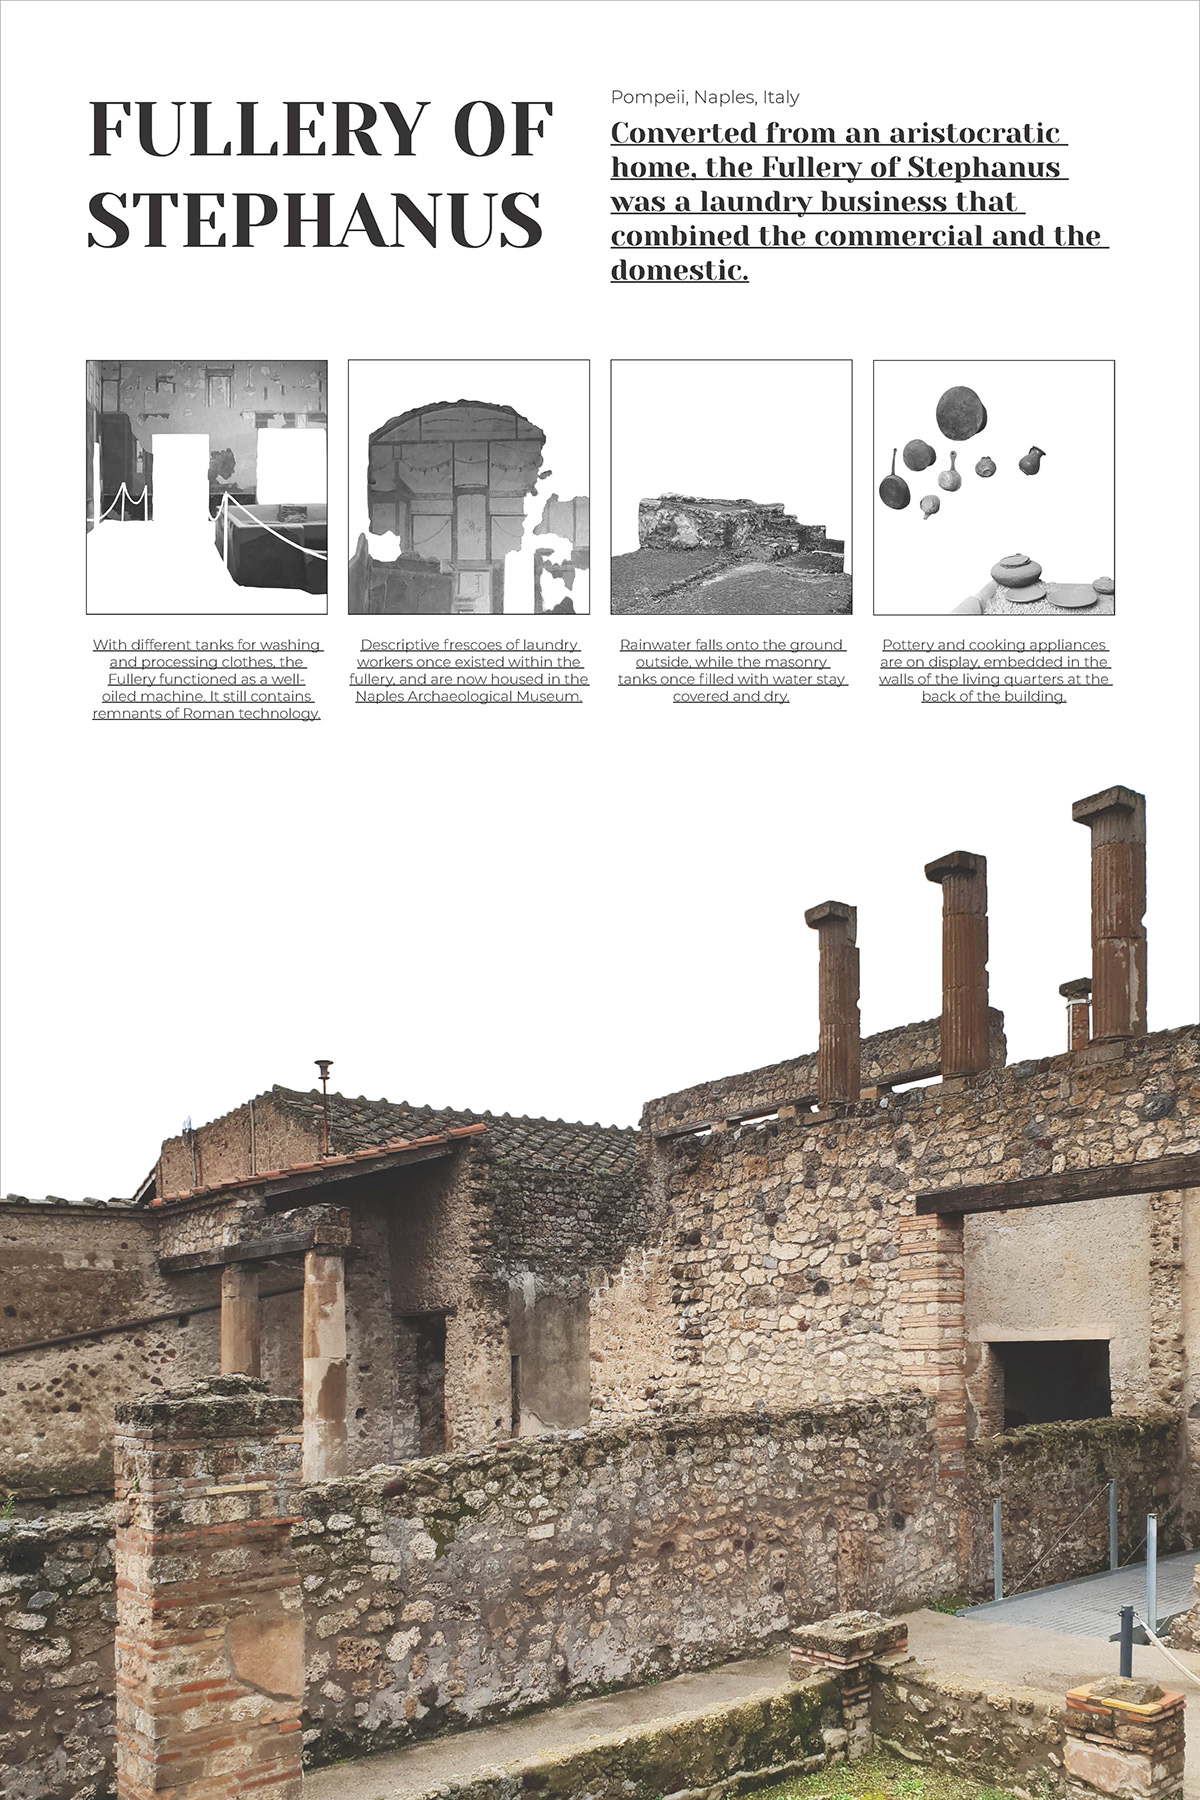 FULLERY OF
STEPHANUS
Pompeii, Naples, Italy
Converted from an aristocratic
home, the Fullery of Stephanus
was a laundry business that
combined the commercial and the
domestic.
With different tanks for washing
and processing clothes, the
Fullery functioned as a well-
oiled machine. It still contains
remnants of Roman technology.
Descriptive frescoes of laundry
workers once existed within the
fullery, and are now housed in the
Naples Archaeological Museum.
Rainwater falls onto the ground
outside, while the masonry
tanks once filled with water stay
covered and dry.
Pottery and cooking appliances
are on display, embedded in the
walls of the living quarters at the
back of the building.